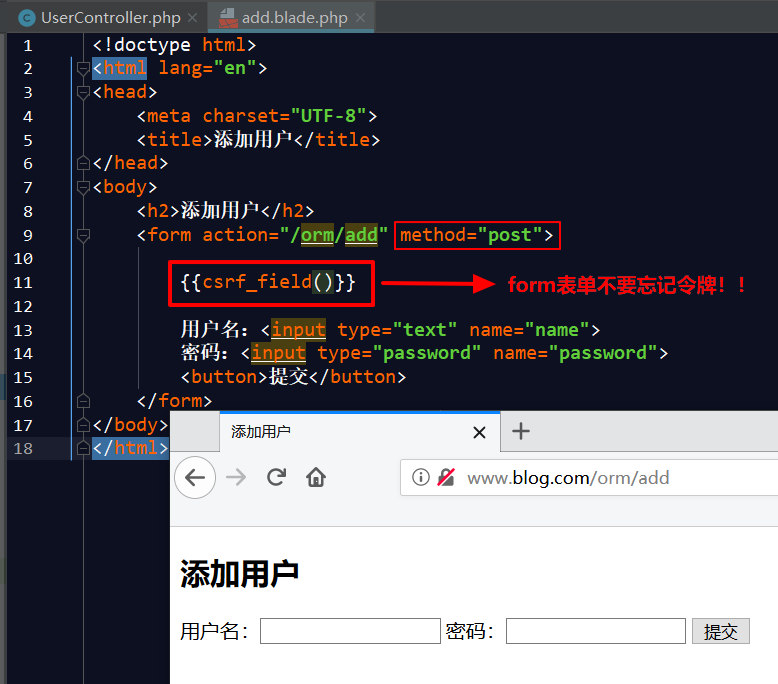 UserController.php
add.blade.php
1 <!doctype html>
2 <html lang="en">
3 <head>
4 <meta charset="UTF-8">
5 <title>添加用户</title>
6 </head>
7 <body>
8 <h2>添加用户</h2>
9 <form action="/orm/add" method="post">
10
11 {{csrf_field()}} form表单不要忘记令牌！！
12
13 用户名：<input type="text" name="name">
14 密码：<input type="password" name="password">
15 <button>提交</button>
16 </form>
17 </body>
18 </html>
添加用户
www.blog.com/orm/add
添加用户
用户名： 密码： 提交